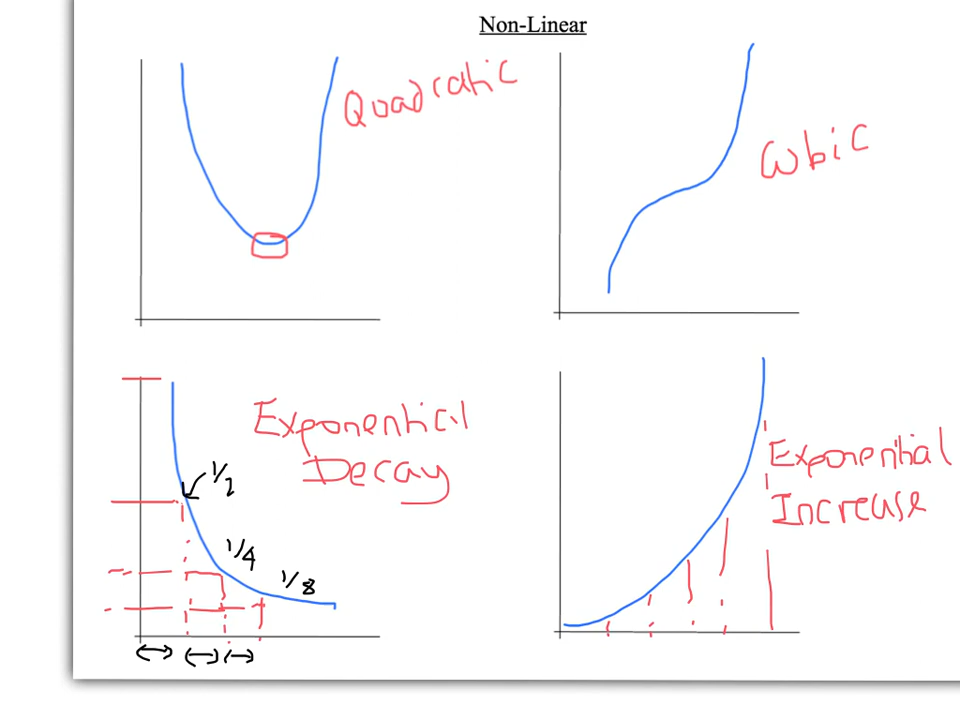 Non-Linear
Quadratic
Cubic
Exponential
Decay
1/2
1/4
1/8
Exponential
Increase